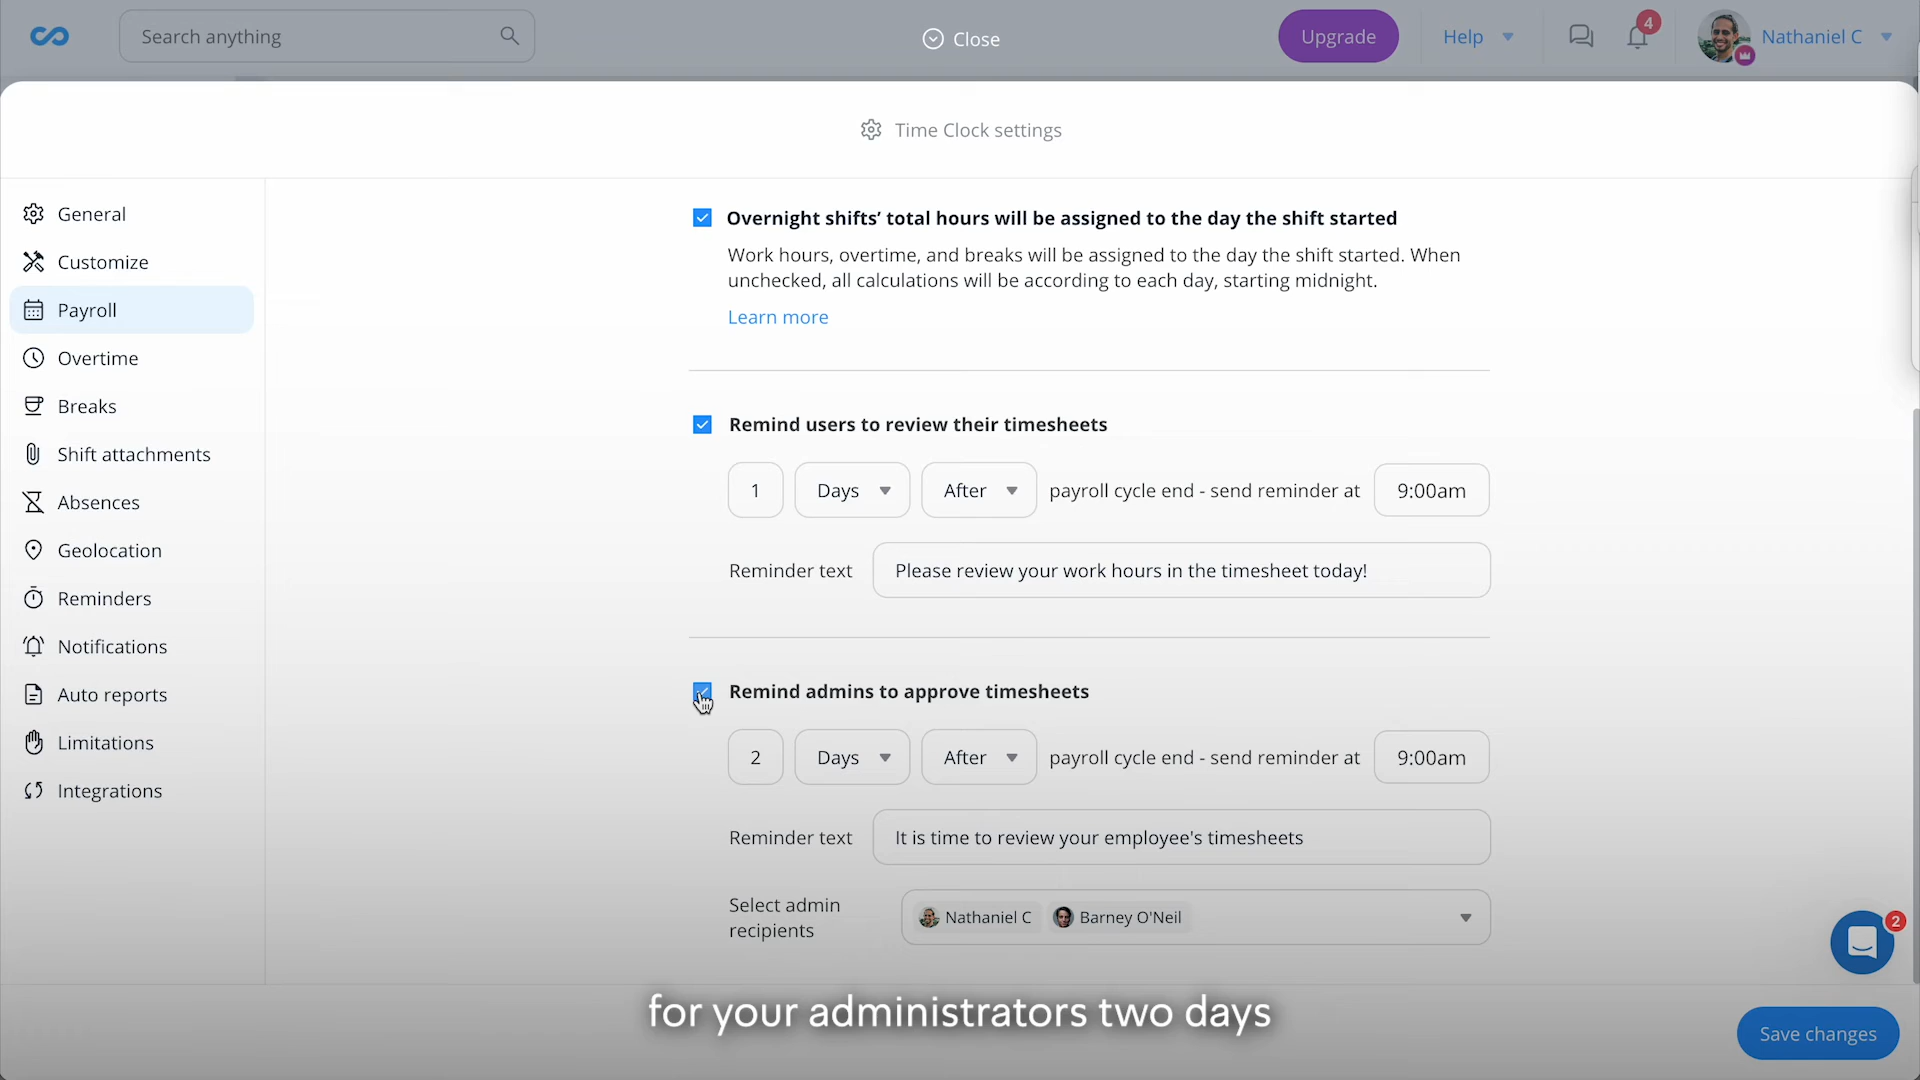 Search anything
Close
Upgrade
Help
4
Nathaniel C
Time Clock settings
General
Customize
Payroll
Overtime
Breaks
Shift attachments
Absences
Geolocation
Reminders
Notifications
Auto reports
Limitations
Integrations
Overnight shifts’ total hours will be assigned to the day the shift started
Work hours, overtime, and breaks will be assigned to the day the shift started. When
unchecked, all calculations will be according to each day, starting midnight.
Learn more
Remind users to review their timesheets
1 Days After payroll cycle end - send reminder at 9:00am
Reminder text Please review your work hours in the timesheet today!
Remind admins to approve timesheets
2 Days After payroll cycle end - send reminder at 9:00am
Reminder text It is time to review your employee's timesheets
Select admin
recipients
Nathaniel C Barney O'Neil
2
for your administrators two days
Save changes